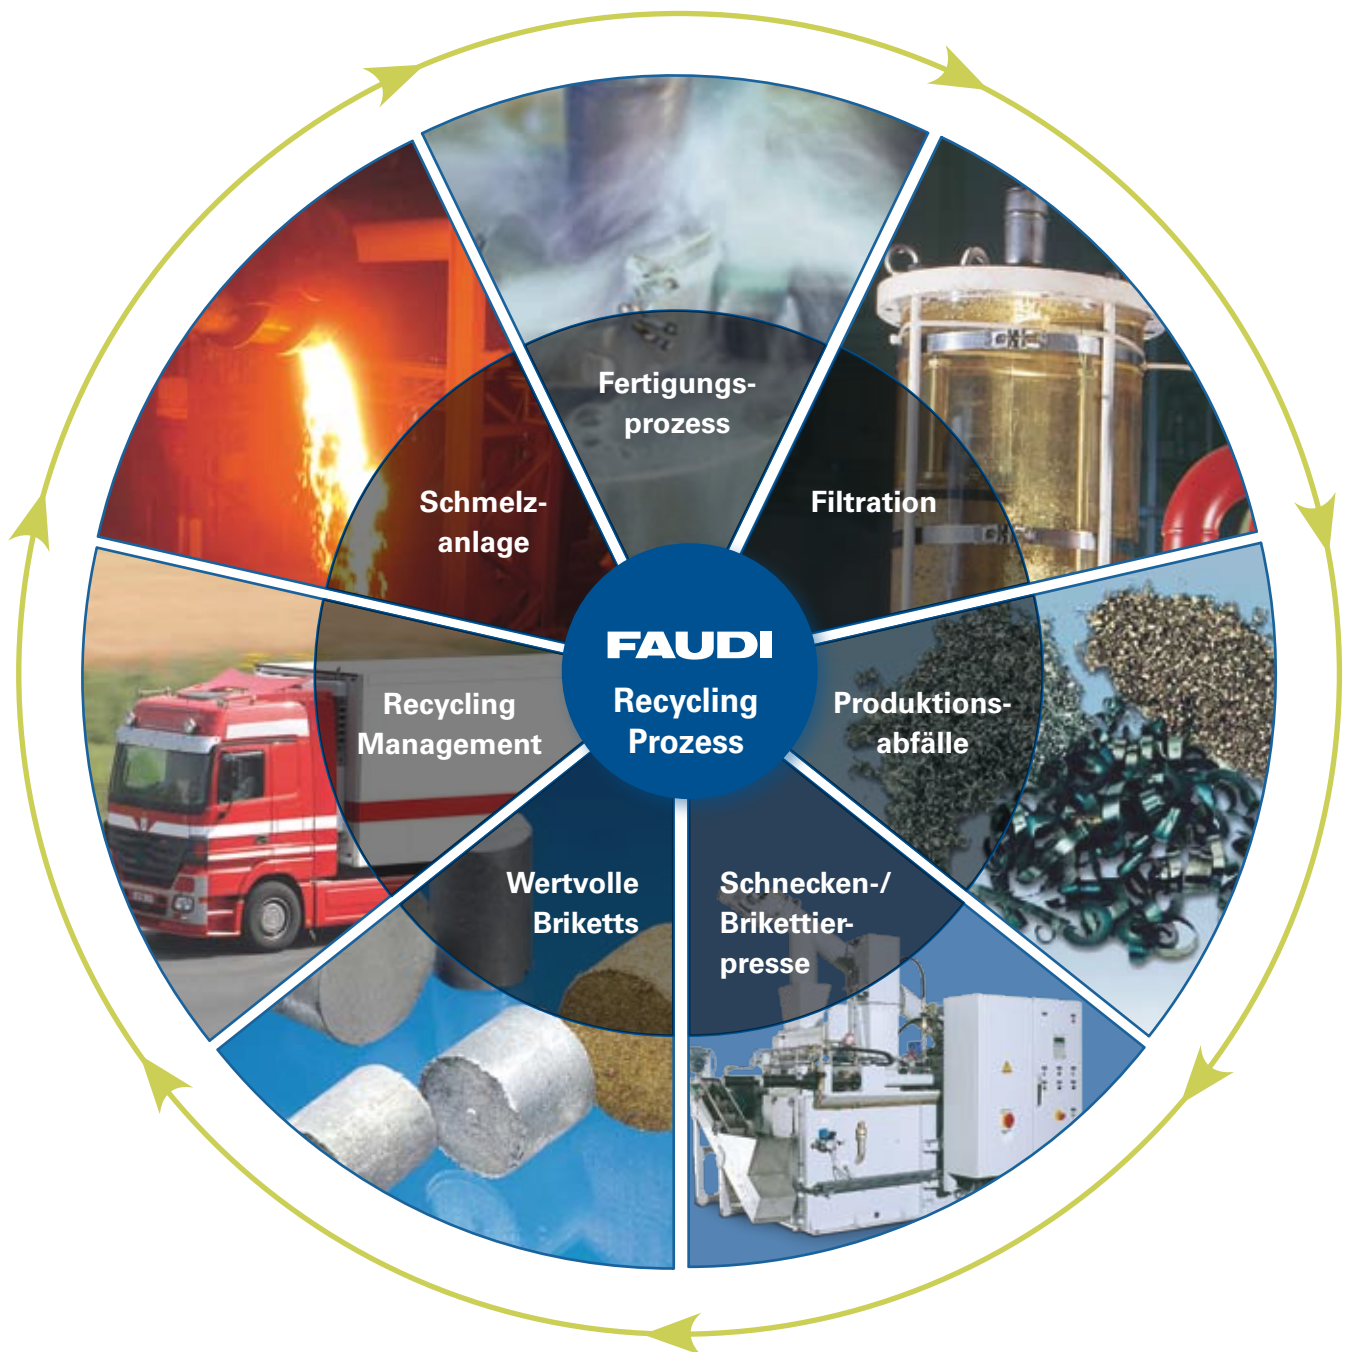 Fertigungs-
prozess
Filtration
Produktions-
abfälle
Schnecken-/
Brikettier-
presse
Wertvolle
Briketts
Recycling
Management
Schmelz-
anlage
FAUDI
Recycling
Prozess